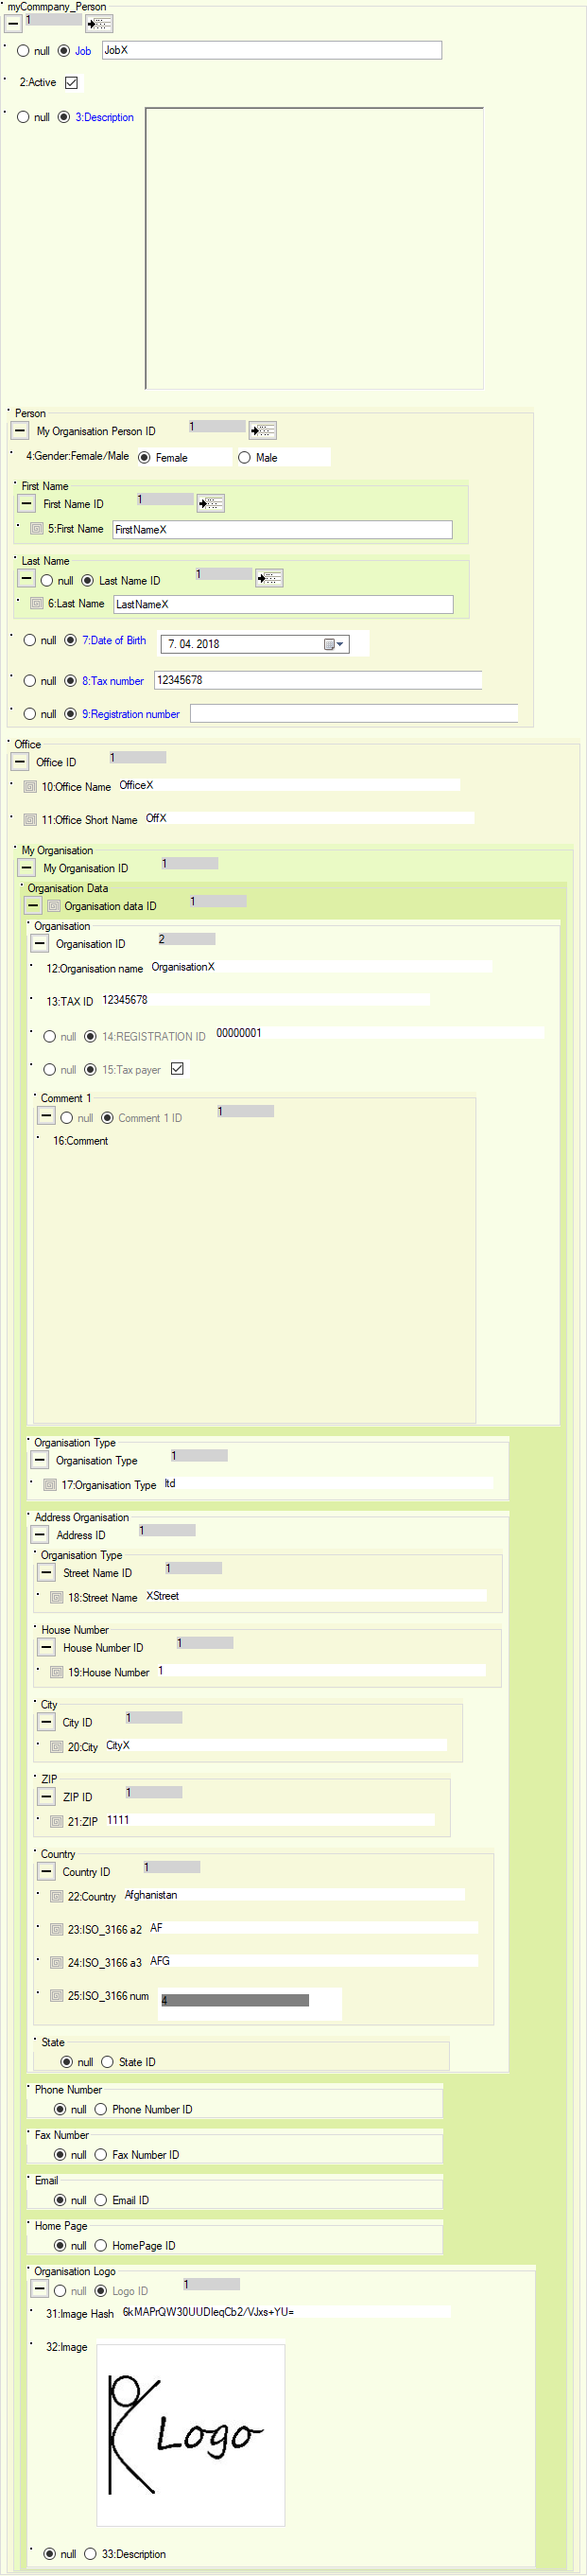 myCommpany_Person
1
null Job JobX
2:Active
null 3:Description
Person
My Organisation Person ID 1
4:Gender:Female/Male Female Male
First Name
First Name ID 1
5:First Name FirstNameX
Last Name
null Last Name ID 1
6:Last Name LastNameX
null 7:Date of Birth 7. 04. 2018
null 8:Tax number 12345678
null 9:Registration number
Office
Office ID 1
10:Office Name OfficeX
11:Office Short Name OffX
My Organisation
My Organisation ID 1
Organisation Data
Organisation data ID 1
Organisation
Organisation ID 2
12:Organisation name OrganisationX
13:TAX ID 12345678
null 14:REGISTRATION ID 00000001
null 15:Tax payer
Comment 1
null Comment 1 ID 1
16:Comment
Organisation Type
Organisation Type 1
17:Organisation Type ltd
Address Organisation
Address ID 1
Organisation Type
Street Name ID 1
18:Street Name XStreet
House Number
House Number ID 1
19:House Number 1
City
City ID 1
20:City CityX
ZIP
ZIP ID 1
21:ZIP 1111
Country
Country ID 1
22:Country Afghanistan
23:ISO_3166 a2 AF
24:ISO_3166 a3 AFG
25:ISO_3166 num 4
State
null State ID
Phone Number
null Phone Number ID
Fax Number
null Fax Number ID
Email
null Email ID
Home Page
null HomePage ID
Organisation Logo
null Logo ID 1
31:Image Hash 6kMAPrQW30UUDIeqCb2/VJxs+YU=
32:Image
Logo
null 33:Description